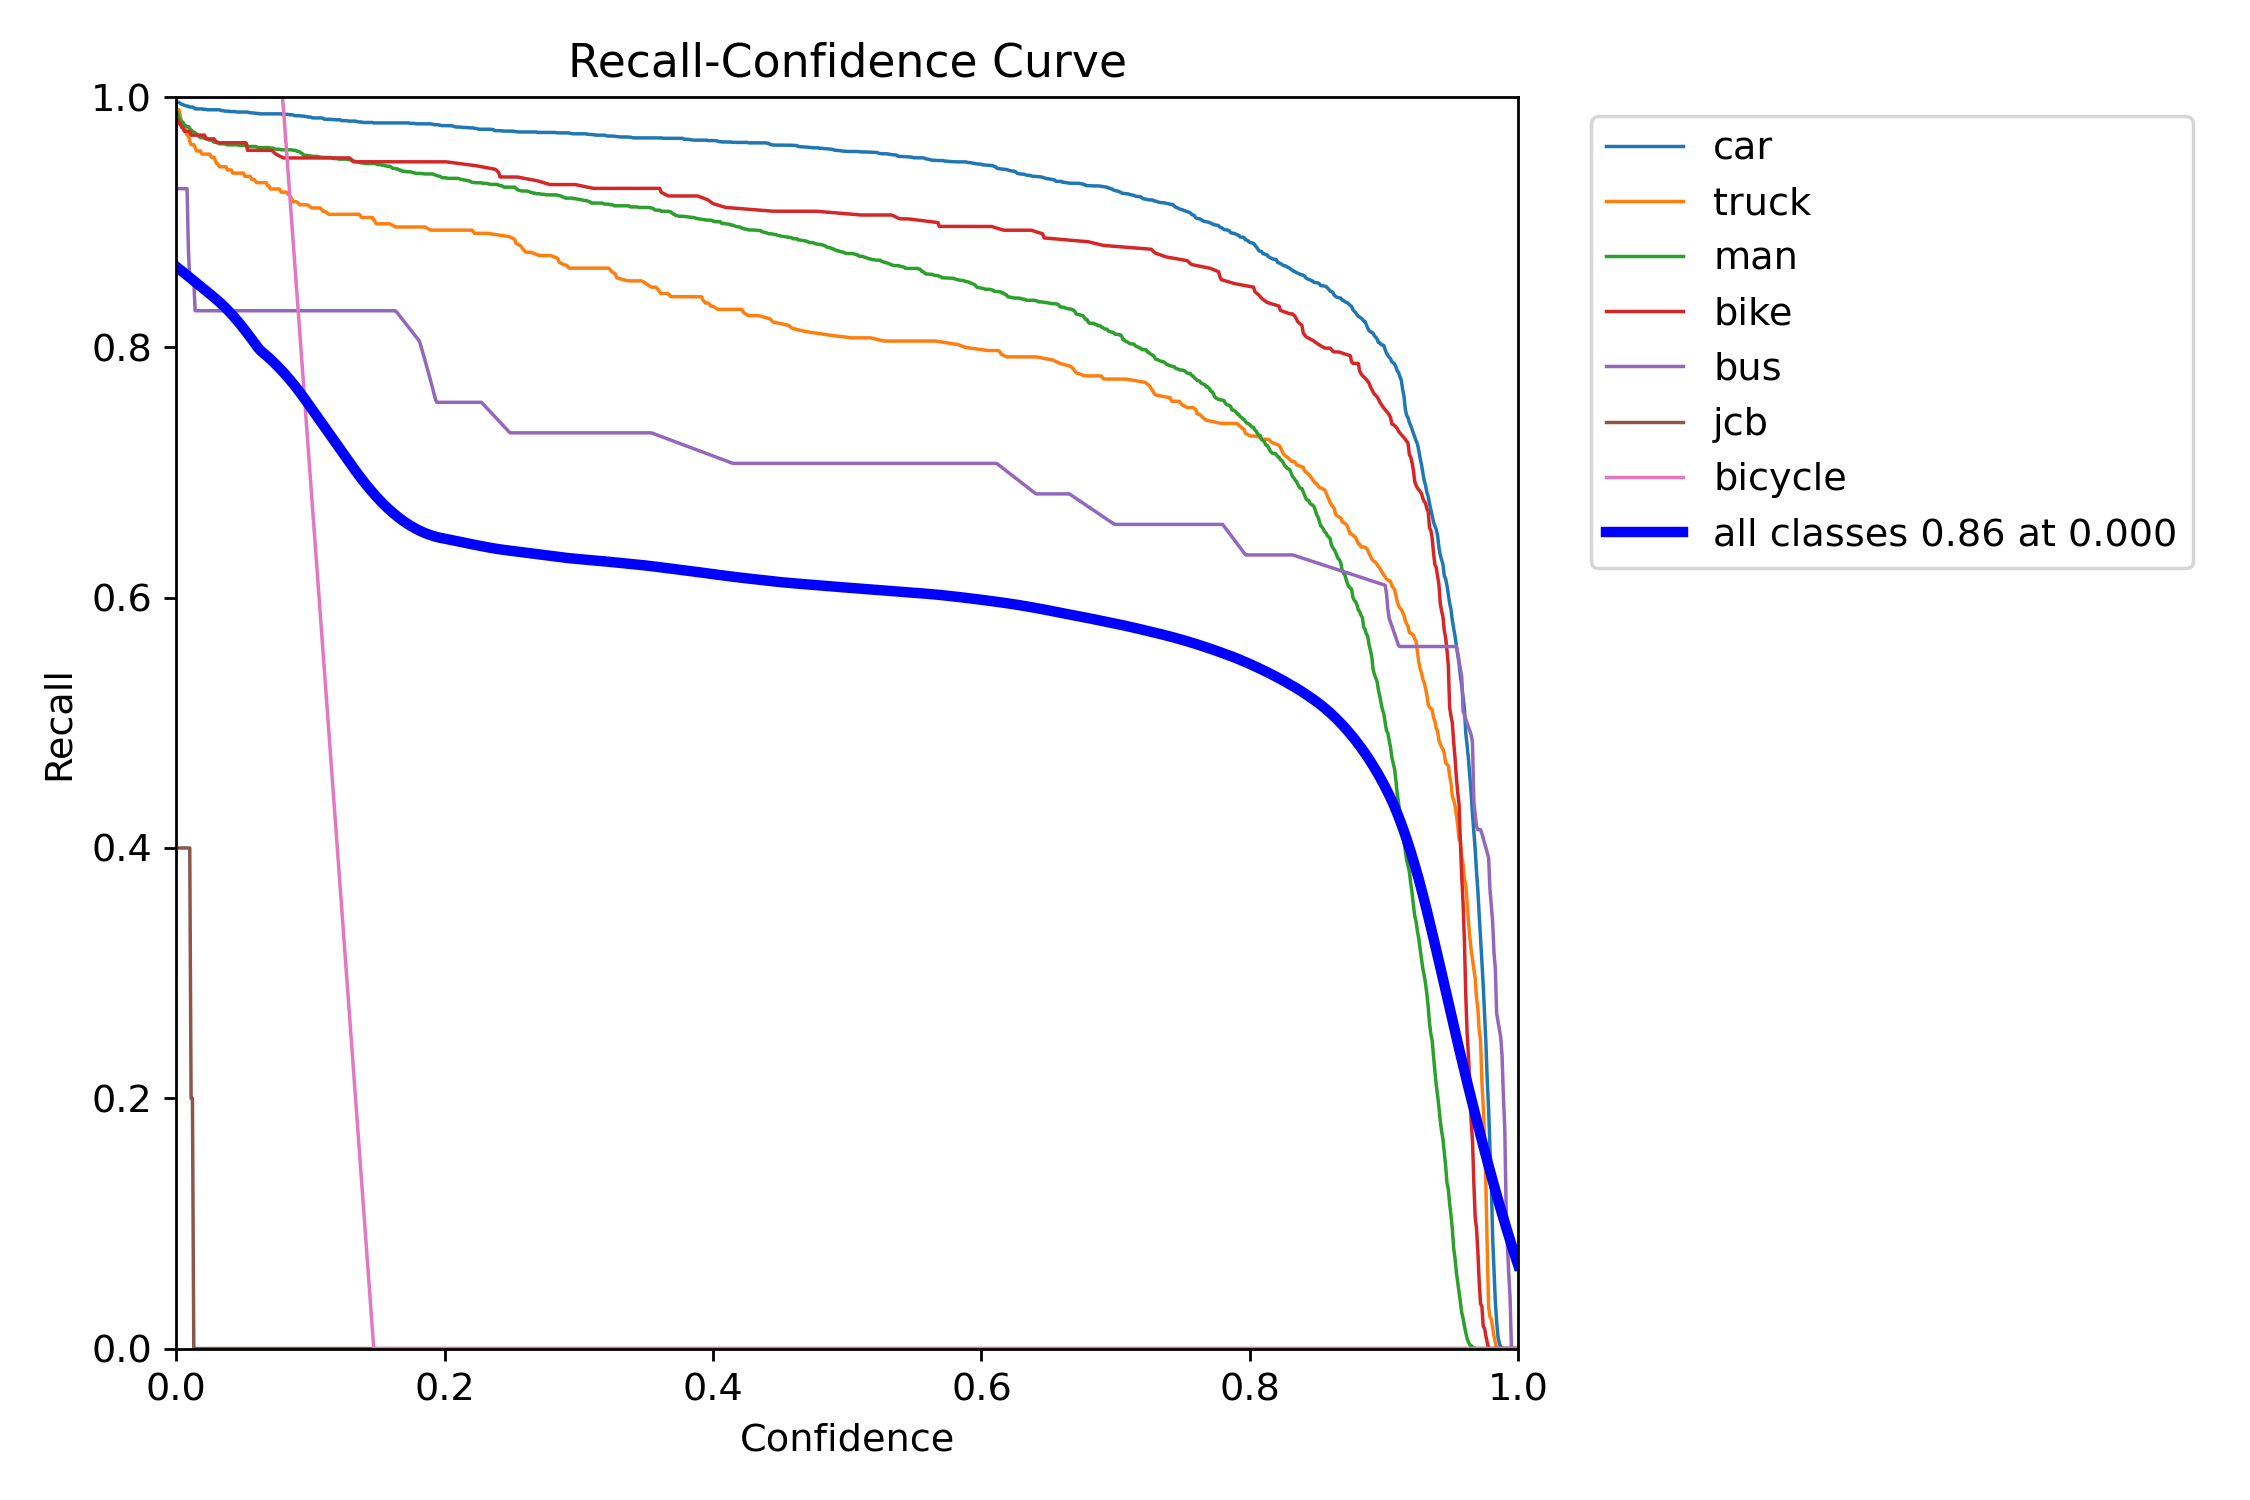 Recall-Confidence Curve
1.0
0.8
0.6
0.4
0.2
0.0
Recall
0.0 0.2 0.4 0.6 0.8 1.0
Confidence
car
truck
man
bike
bus
jcb
bicycle
all classes 0.86 at 0.000